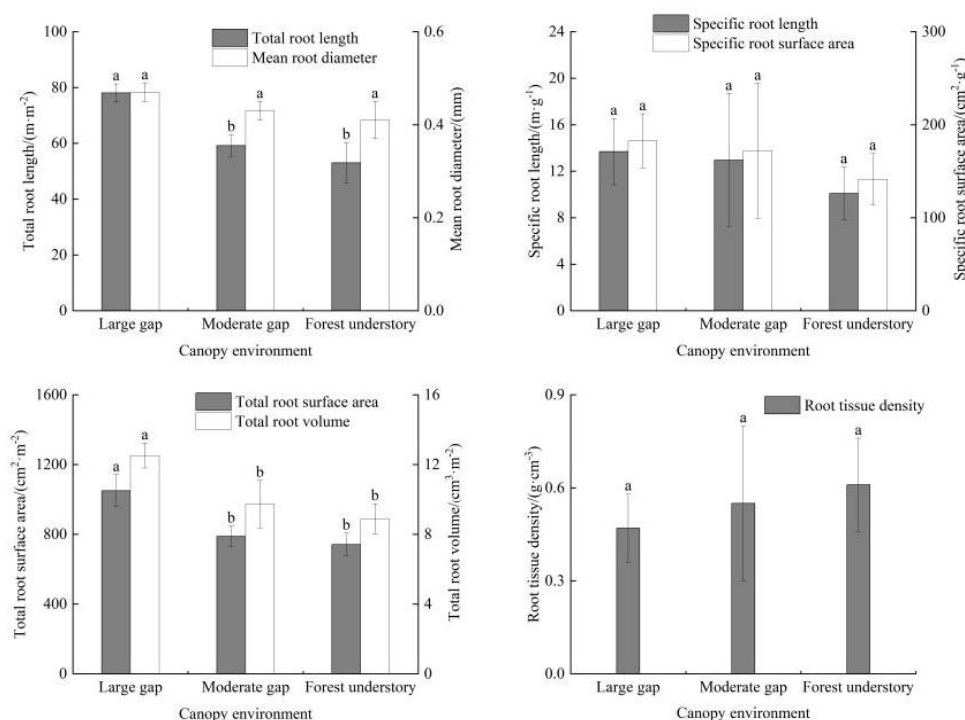 100
80
60
40
20
0
Total root length/(m·m⁻²)
Total root length
Mean root diameter
a a
b a
b a
0.6
0.4
0.2
0.0
Mean root diameter/(mm)
Large gap Moderate gap Forest understory
Canopy environment
24
20
16
12
8
4
0
Specific root length/(m·g⁻¹)
Specific root length
Specific root surface area
a a
a a
a a
300
200
100
0
Specific root surface area/(cm²·g⁻¹)
Large gap Moderate gap Forest understory
Canopy environment
1600
1200
800
400
0
Total root surface area/(cm²·m⁻²)
Total root surface area
Total root volume
a a
b b
b b
16
12
8
4
0
Total root volume/(cm³·m⁻²)
Large gap Moderate gap Forest understory
Canopy environment
0.9
0.6
0.3
0.0
Root tissue density/(g·cm⁻³)
Root tissue density
a
a
a
Large gap Moderate gap Forest understory
Canopy environment